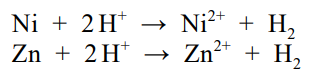 Ni + 2H⁺ → Ni²⁺ + H₂
Zn + 2H⁺ → Zn²⁺ + H₂